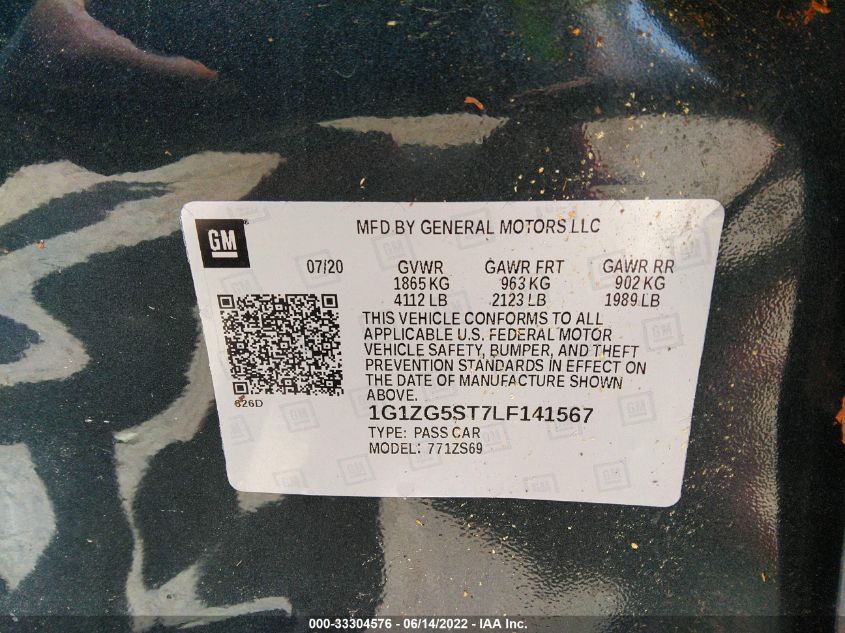 GM
MFD BY GENERAL MOTORS LLC
07/20 GVWR GAWR FRT GAWR RR
1865 KG 963 KG 902 KG
4112 LB 2123 LB 1989 LB
THIS VEHICLE CONFORMS TO ALL
APPLICABLE U.S. FEDERAL MOTOR
VEHICLE SAFETY, BUMPER, AND THEFT
PREVENTION STANDARDS IN EFFECT ON
THE DATE OF MANUFACTURE SHOWN
ABOVE.
626D
1G1ZG5ST7LF141567
TYPE: PASS CAR
MODEL: 771ZS69
000-33304576 - 06/14/2022 - IAA Inc.